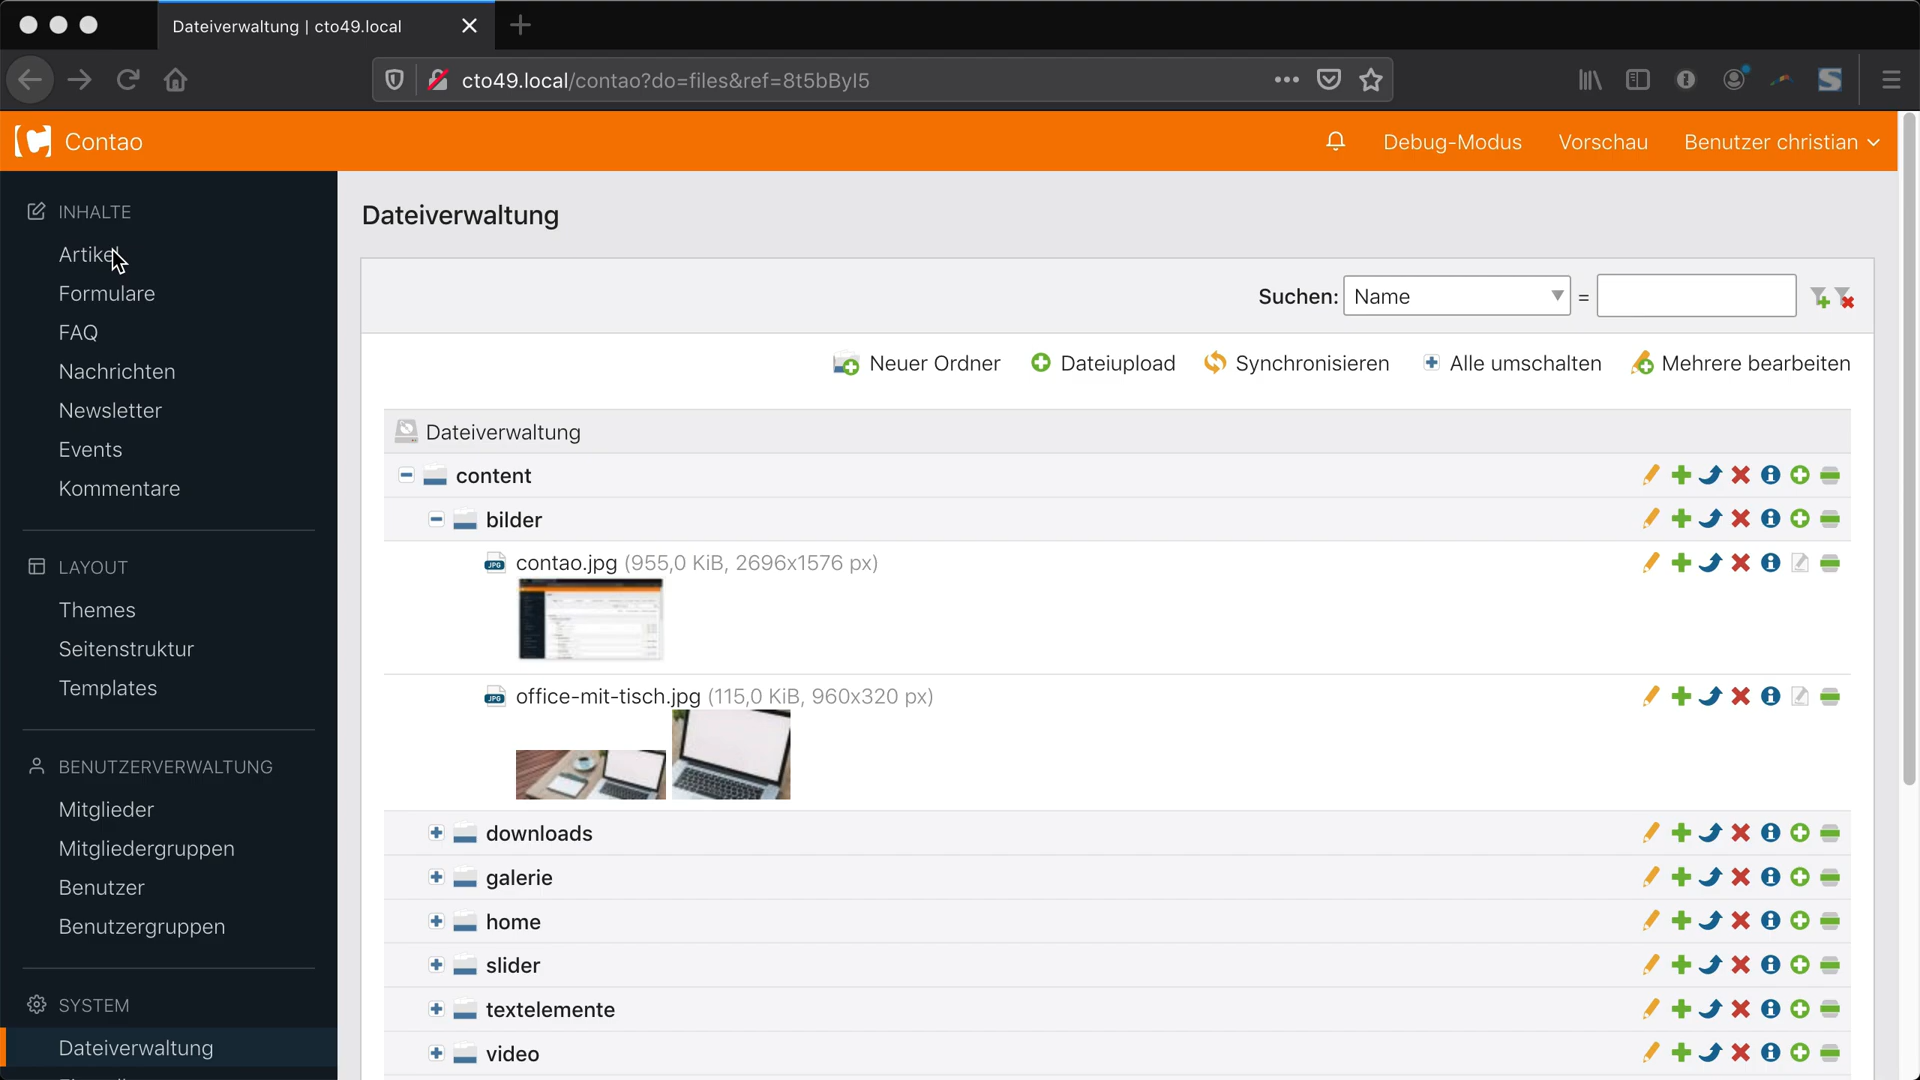 Dateiverwaltung | cto49.local
cto49.local/contao?do=files&ref=8t5bByI5
Contao
Debug-Modus
Vorschau
Benutzer christian
INHALTE
Artikel
Formulare
FAQ
Nachrichten
Newsletter
Events
Kommentare
LAYOUT
Themes
Seitenstruktur
Templates
BENUTZERVERWALTUNG
Mitglieder
Mitgliedergruppen
Benutzer
Benutzergruppen
SYSTEM
Dateiverwaltung
Dateiverwaltung
Suchen: Name =
Neuer Ordner
Dateiupload
Synchronisieren
Alle umschalten
Mehrere bearbeiten
Dateiverwaltung
content
bilder
JPG contao.jpg (955,0 KiB, 2696x1576 px)
JPG office-mit-tisch.jpg (115,0 KiB, 960x320 px)
downloads
galerie
home
slider
textelemente
video